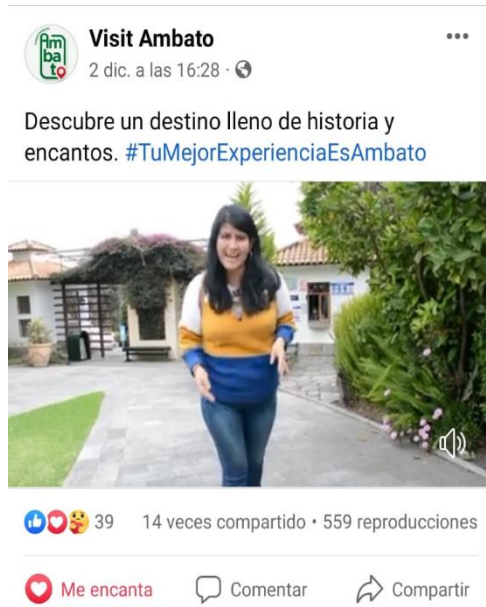 Am
ba
to
Visit Ambato
2 dic. a las 16:28 ·
Descubre un destino lleno de historia y
encantos. #TuMejorExperienciaEsAmbato
39
14 veces compartido • 559 reproducciones
Me encanta
Comentar
Compartir